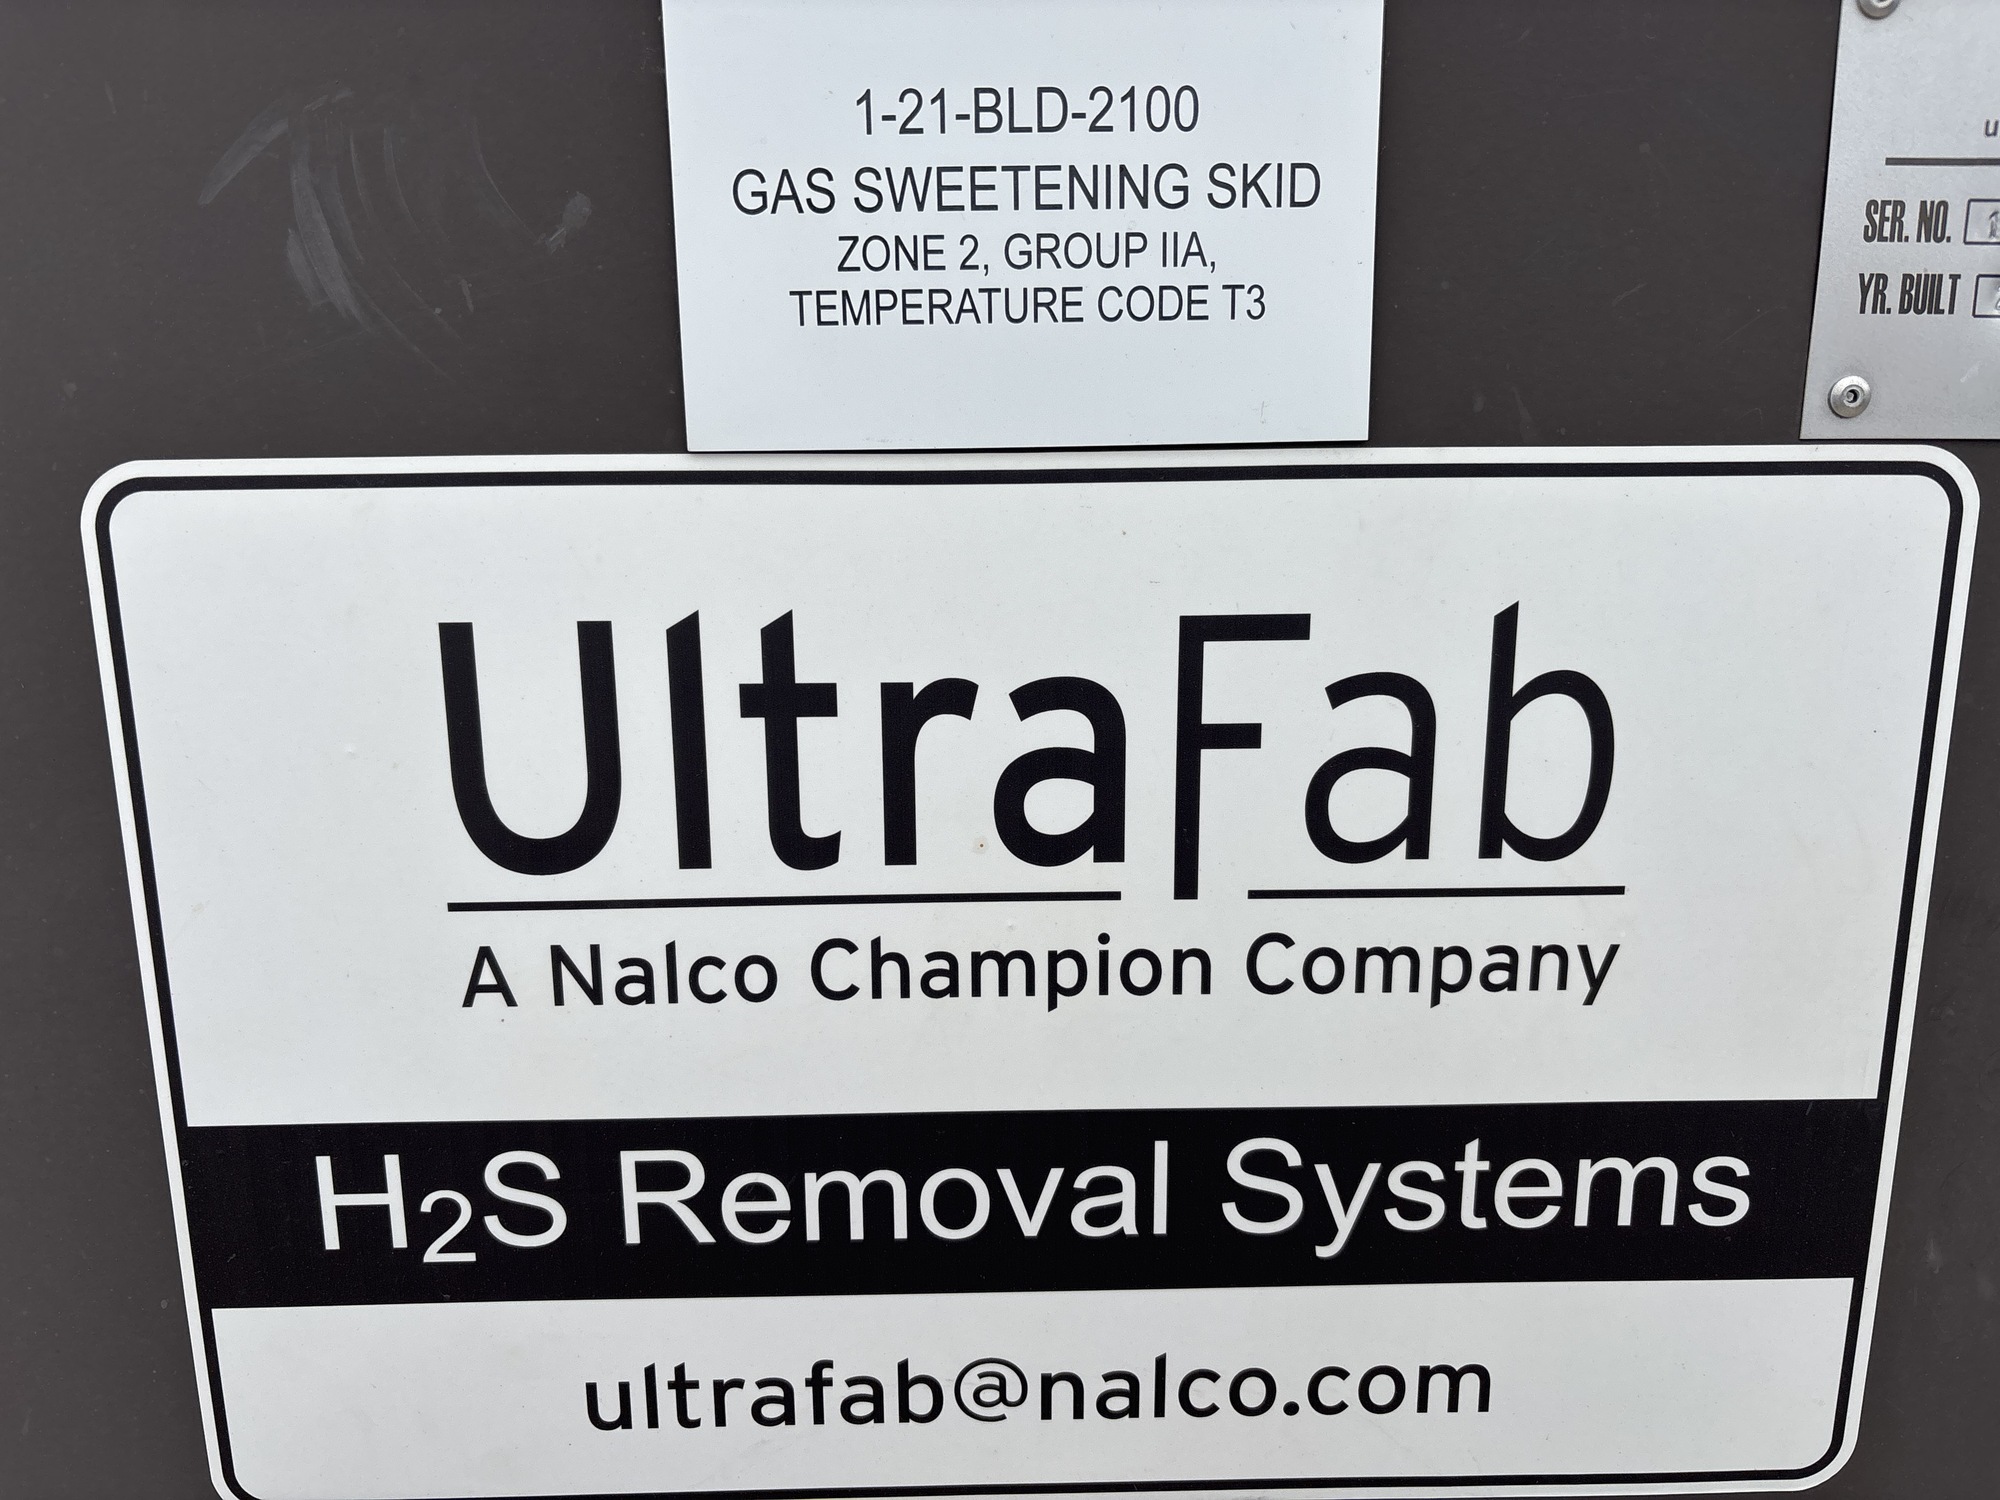 1-21-BLD-2100
GAS SWEETENING SKID
ZONE 2, GROUP IIA,
TEMPERATURE CODE T3
SER. NO.
YR. BUILT
UltraFab
A Nalco Champion Company
H2S Removal Systems
ultrafab@nalco.com